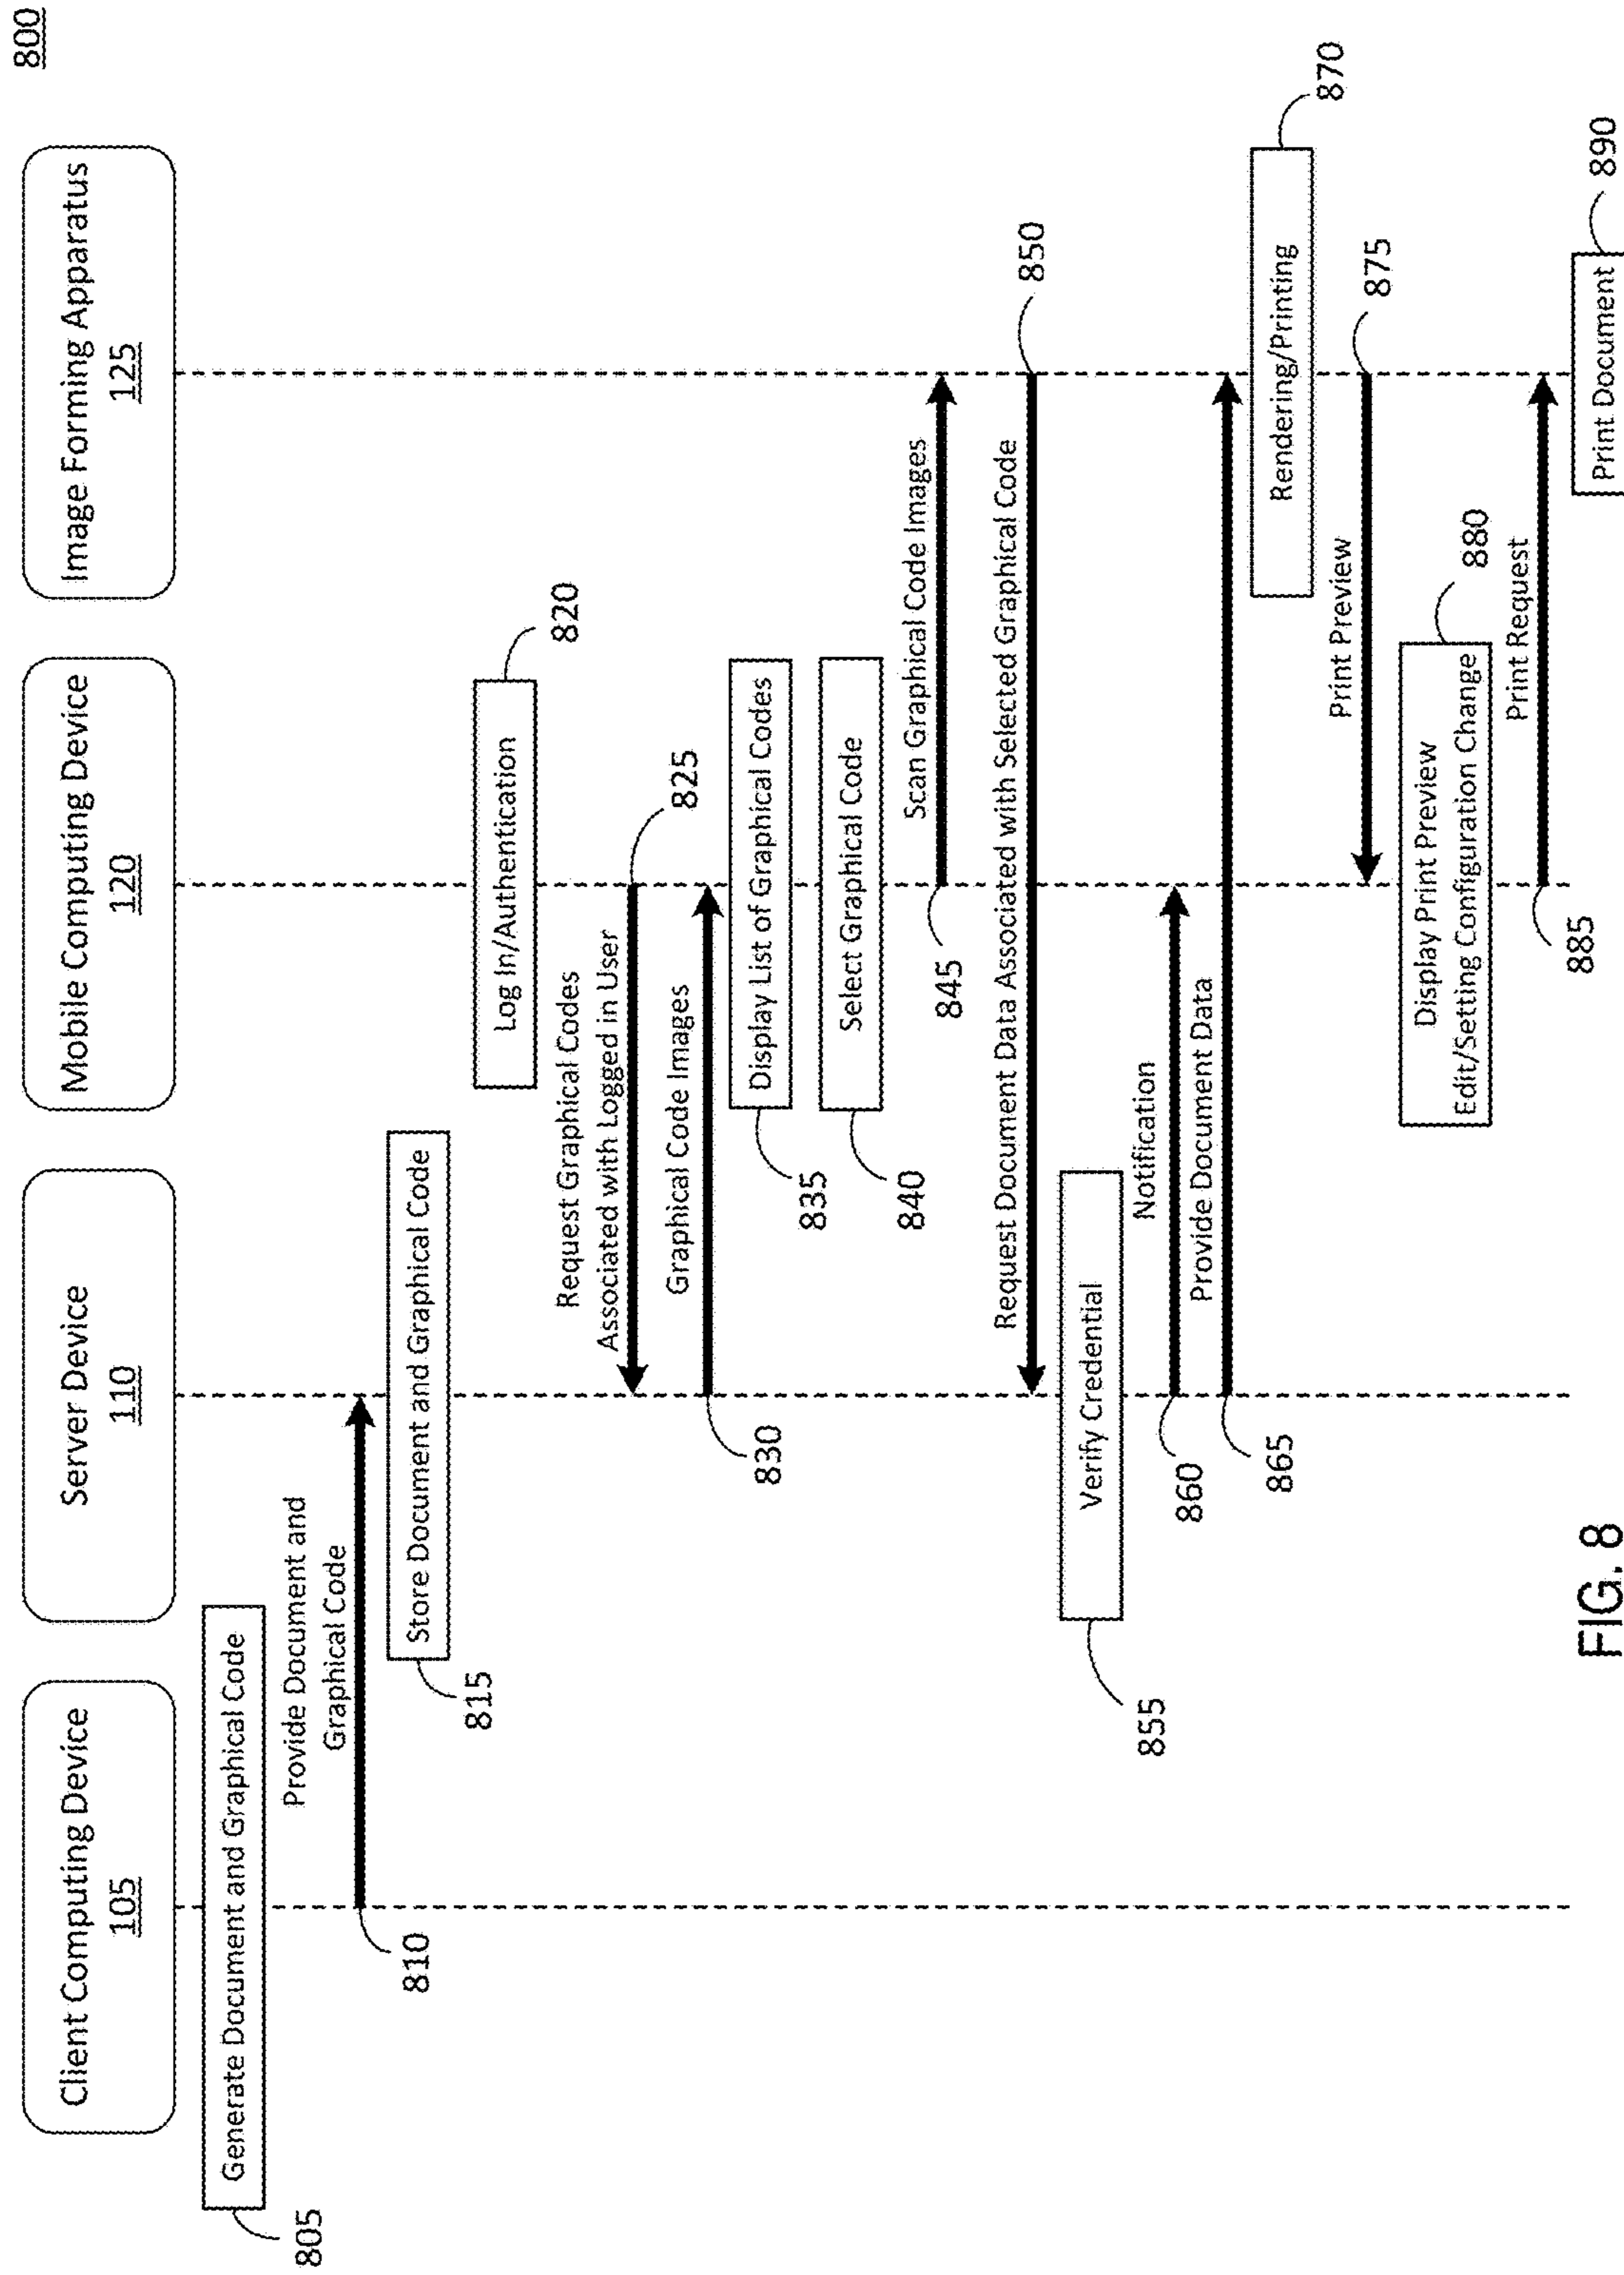 800
Client Computing Device
105
Server Device
110
Mobile Computing Device
120
Image Forming Apparatus
125
Generate Document and Graphical Code
805
Provide Document and
Graphical Code
810
Store Document and Graphical Code
815
Log In/Authentication
820
Request Graphical Codes
Associated with Logged in User
825
Graphical Code Images
830
Display List of Graphical Codes
835
Select Graphical Code
840
Scan Graphical Code Images
845
Request Document Data Associated with Selected Graphical Code
850
Verify Credential
855
Notification
860
Provide Document Data
865
Rendering/Printing
870
Print Preview
875
Display Print Preview
Edit/Setting Configuration Change
880
Print Request
885
Print Document
890
FIG. 8